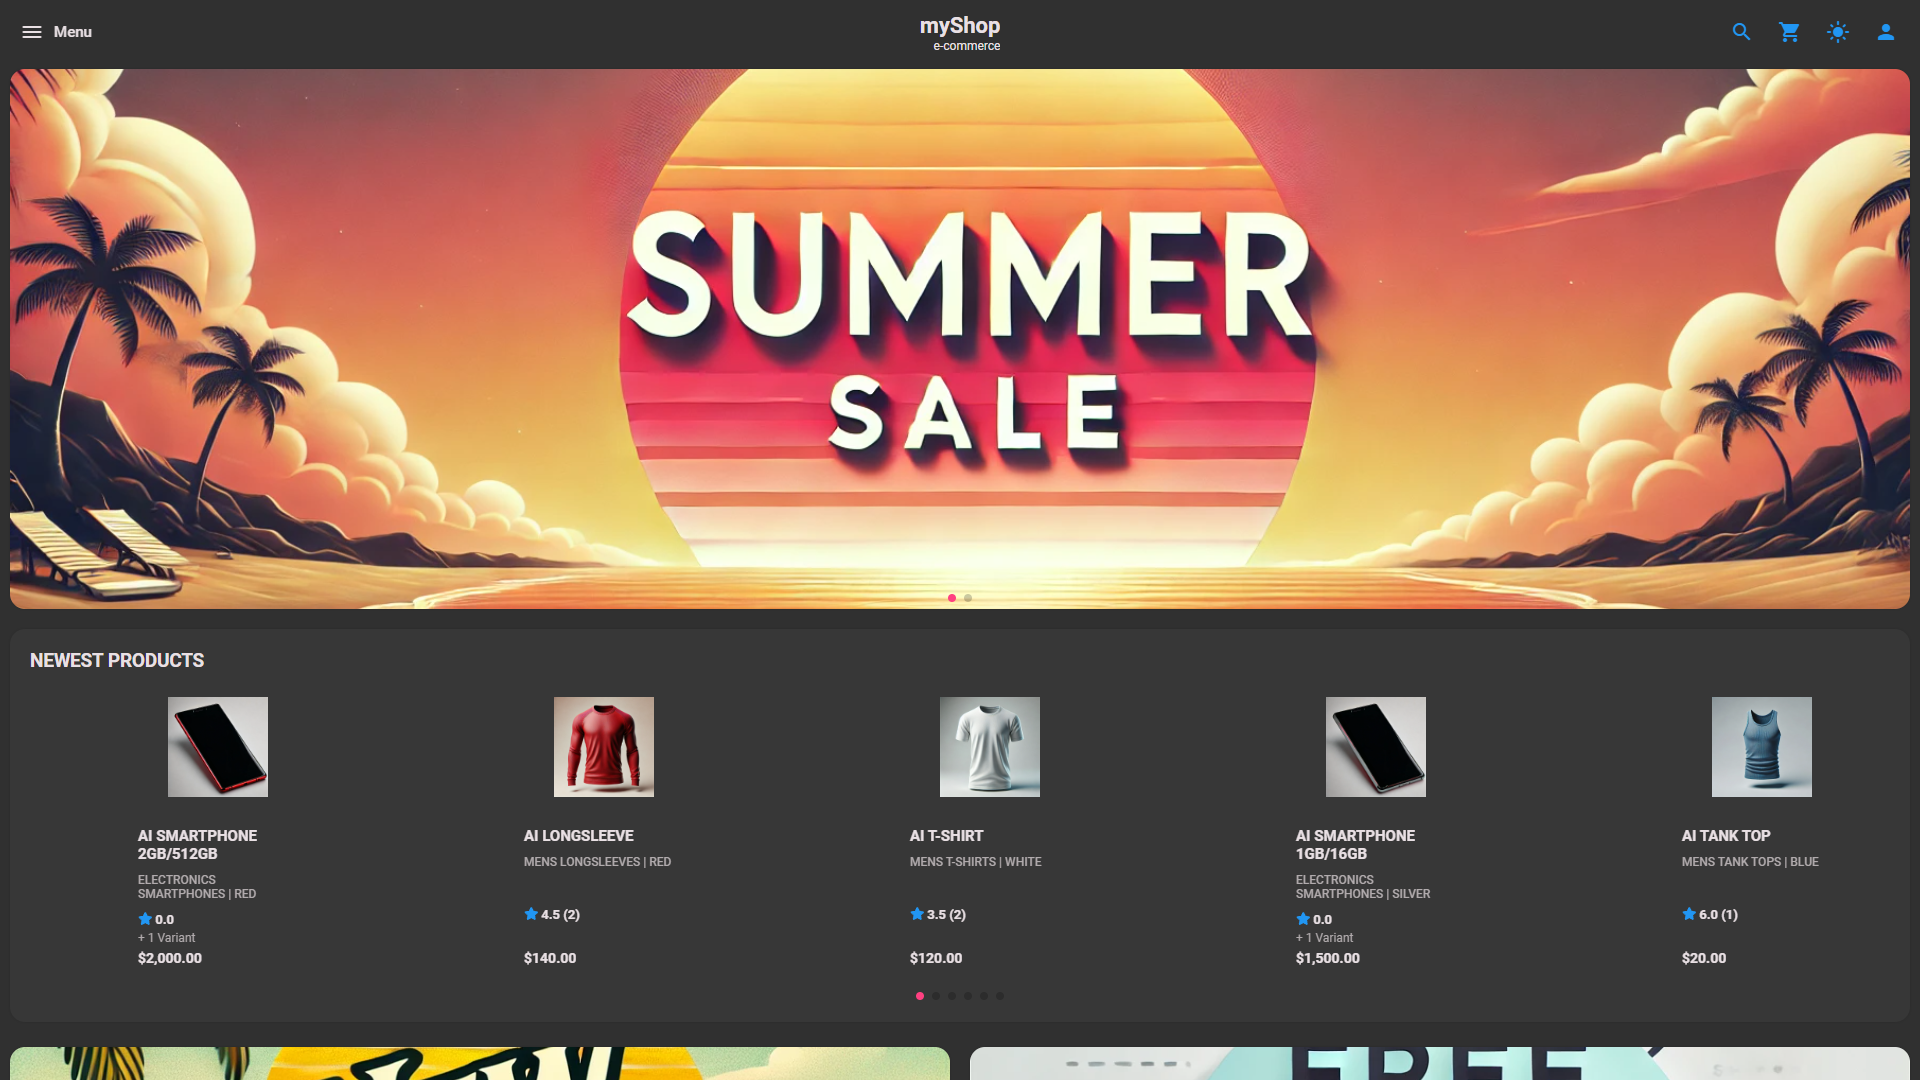 Menu
myShop
e-commerce
SUMMER
SALE
NEWEST PRODUCTS
AI SMARTPHONE
2GB/512GB
ELECTRONICS
SMARTPHONES | RED
0.0
+ 1 Variant
$2,000.00
AI LONGSLEEVE
MENS LONGSLEEVES | RED
4.5 (2)
$140.00
AI T-SHIRT
MENS T-SHIRTS | WHITE
3.5 (2)
$120.00
AI SMARTPHONE
1GB/16GB
ELECTRONICS
SMARTPHONES | SILVER
0.0
+ 1 Variant
$1,500.00
AI TANK TOP
MENS TANK TOPS | BLUE
6.0 (1)
$20.00
FREE